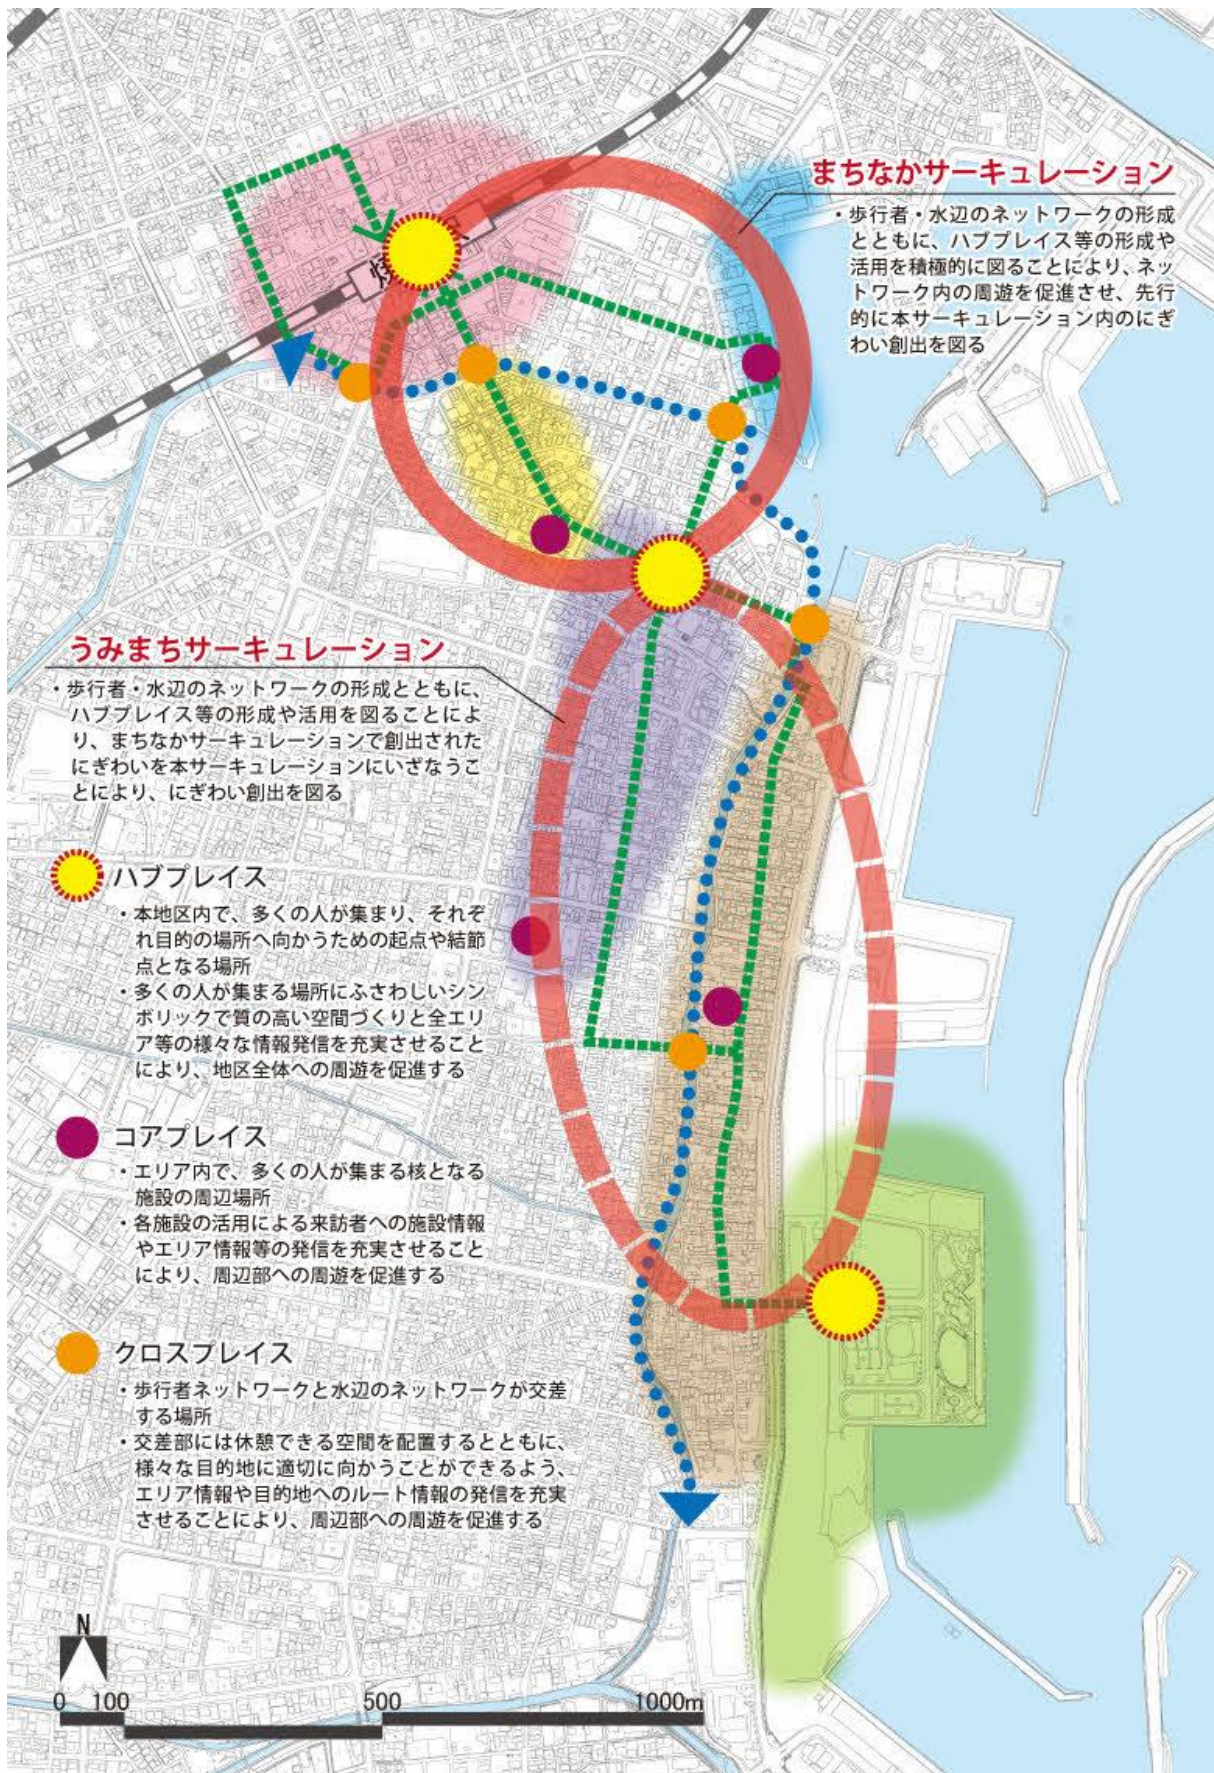 まちなかサーキュレーション
・歩行者・水辺のネットワークの形成
とともに、ハブプレイス等の形成や
活用を積極的に図ることにより、ネッ
トワーク内の周遊を促進させ、先行
的に本サーキュレーション内のにぎ
わい創出を図る
うみまちサーキュレーション
・歩行者・水辺のネットワークの形成とともに、
ハブプレイス等の形成や活用を図ることによ
り、まちなかサーキュレーションで創出された
にぎわいを本サーキュレーションにいざなうこ
とにより、にぎわい創出を図る
ハブプレイス
・本地区内で、多くの人が集まり、それぞ
れ目的の場所へ向かうための起点や結節
点となる場所
・多くの人が集まる場所にふさわしいシン
ボリックで質の高い空間づくりと全エリ
ア等の様々な情報発信を充実させること
により、地区全体への周遊を促進する
コアプレイス
・エリア内で、多くの人が集まる核となる
施設の周辺場所
・各施設の活用による来訪者への施設情報
やエリア情報等の発信を充実させること
により、周辺部への周遊を促進する
クロスプレイス
・歩行者ネットワークと水辺のネットワークが交差
する場所
・交差部には休憩できる空間を配置するとともに、
様々な目的地に適切に向かうことができるよう、
エリア情報や目的地へのルート情報の発信を充実
させることにより、周辺部への周遊を促進する
N
0 100 500 1000m